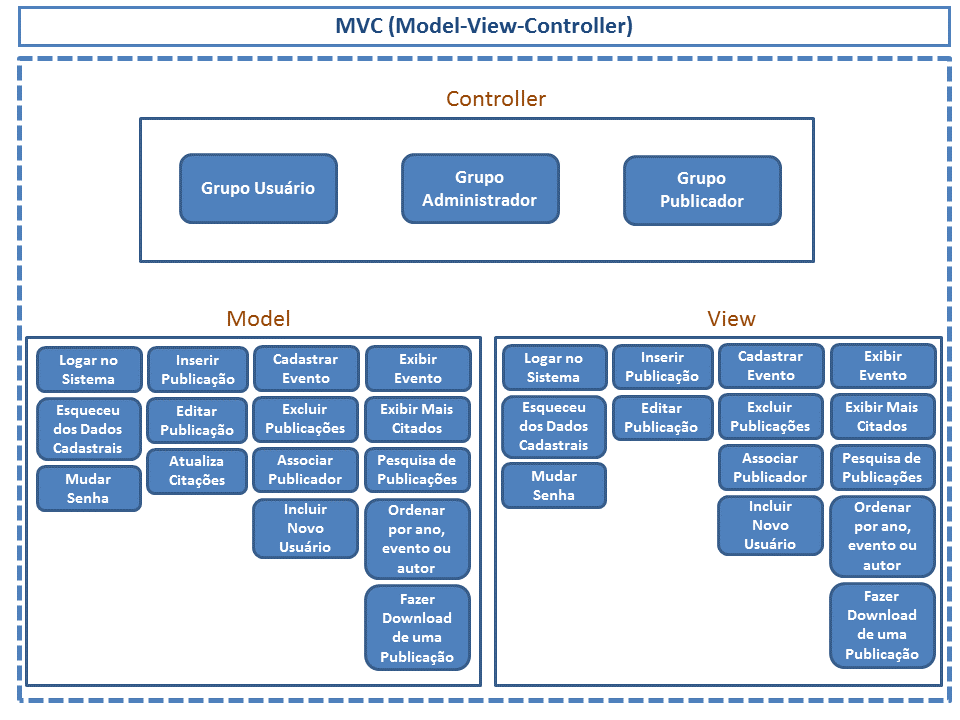 MVC (Model-View-Controller)
Controller
Grupo Usuário
Grupo
Administrador
Grupo
Publicador
Model
Logar no
Sistema
Esqueceu
dos Dados
Cadastrais
Mudar
Senha
Inserir
Publicação
Editar
Publicação
Atualiza
Citações
Cadastrar
Evento
Excluir
Publicações
Associar
Publicador
Incluir
Novo
Usuário
Exibir
Evento
Exibir Mais
Citados
Pesquisa de
Publicações
Ordenar
por ano,
evento ou
autor
Fazer
Download
de uma
Publicação
View
Logar no
Sistema
Esqueceu
dos Dados
Cadastrais
Mudar
Senha
Inserir
Publicação
Editar
Publicação
Cadastrar
Evento
Excluir
Publicações
Associar
Publicador
Incluir
Novo
Usuário
Exibir
Evento
Exibir Mais
Citados
Pesquisa de
Publicações
Ordenar
por ano,
evento ou
autor
Fazer
Download
de uma
Publicação